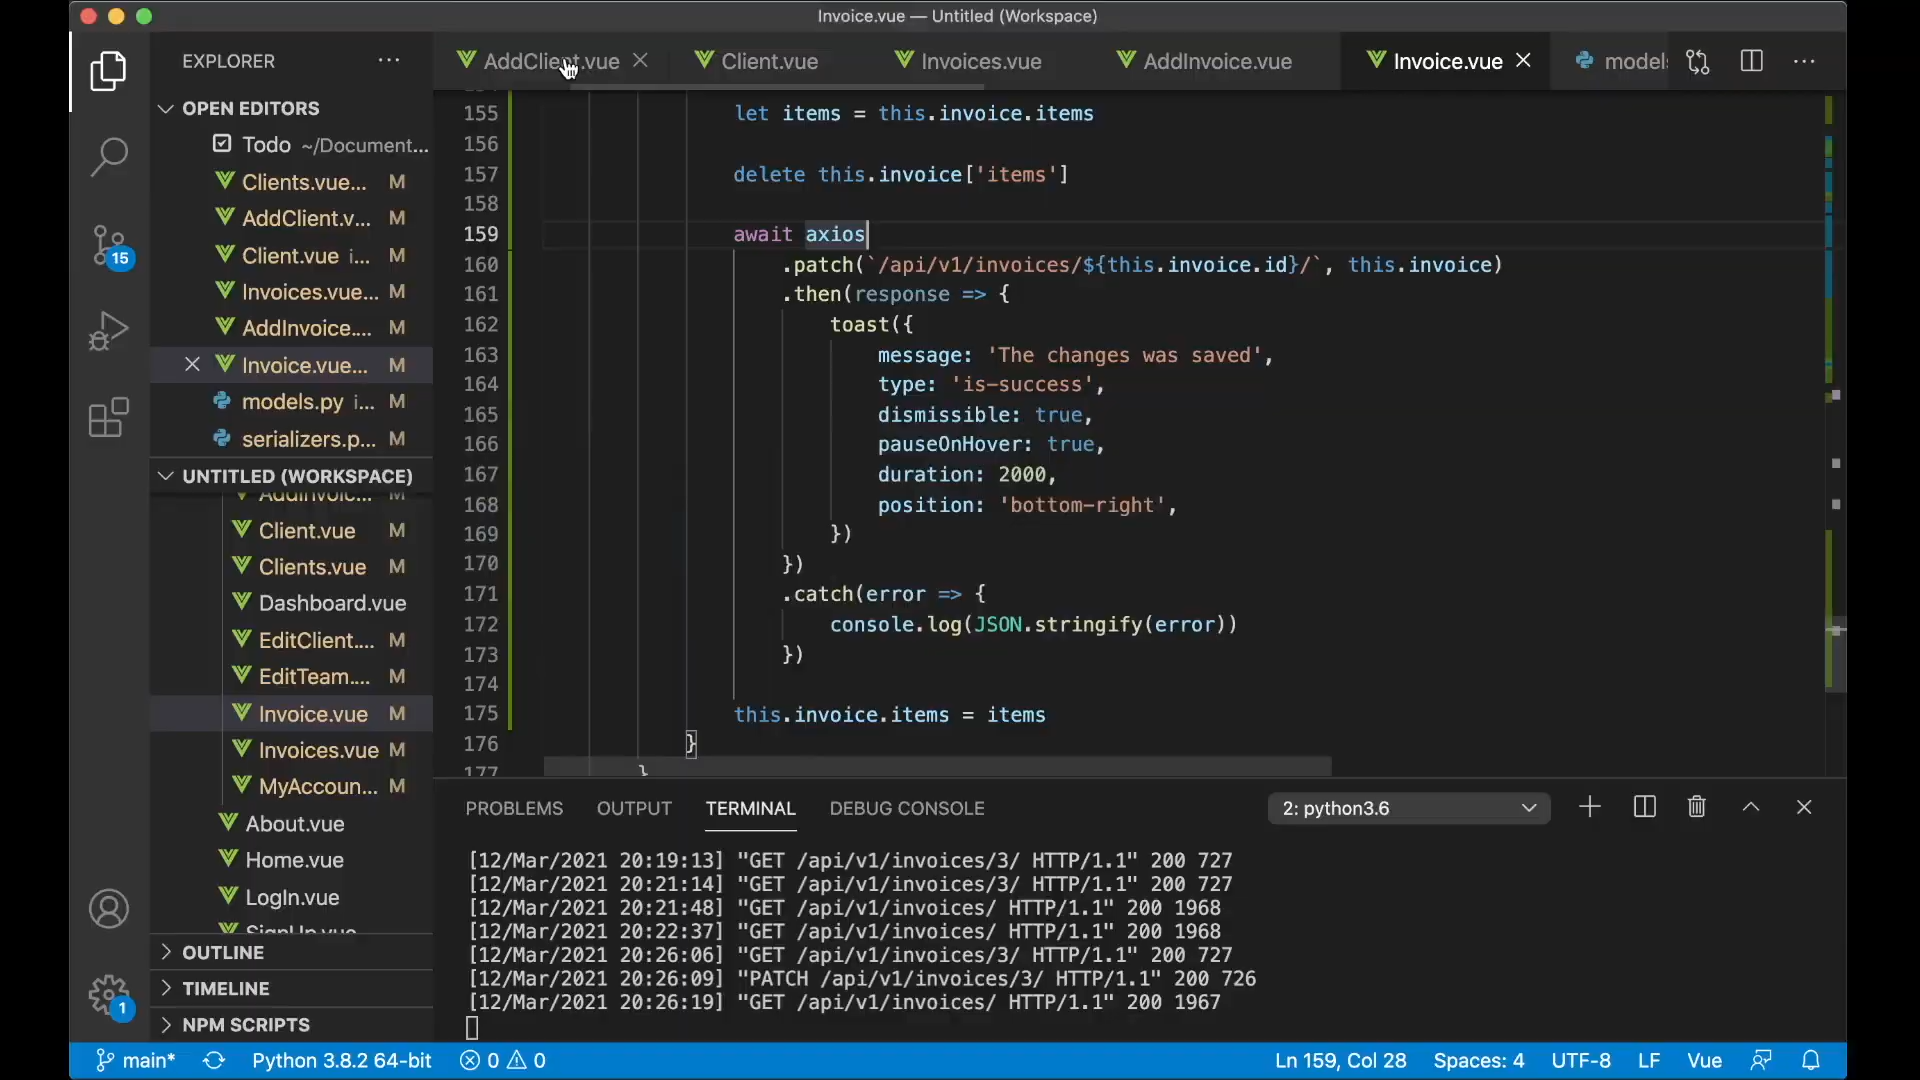 Invoice.vue — Untitled (Workspace)
EXPLORER
AddClient.vue
Client.vue
Invoices.vue
AddInvoice.vue
Invoice.vue
models
OPEN EDITORS
Todo ~/Document...
Clients.vue... M
AddClient.v... M
Client.vue i... M
Invoices.vue... M
AddInvoice.... M
Invoice.vue... M
models.py i... M
serializers.p... M
UNTITLED (WORKSPACE)
AddInvoic... M
Client.vue M
Clients.vue M
Dashboard.vue
EditClient.... M
EditTeam.... M
Invoice.vue M
Invoices.vue M
MyAccoun... M
About.vue
Home.vue
LogIn.vue
SignUp.vue
OUTLINE
TIMELINE
NPM SCRIPTS
15
1
155 let items = this.invoice.items
156
157 delete this.invoice['items']
158
159 await axios
160 .patch(`/api/v1/invoices/${this.invoice.id}/`, this.invoice)
161 .then(response => {
162 toast({
163 message: 'The changes was saved',
164 type: 'is-success',
165 dismissible: true,
166 pauseOnHover: true,
167 duration: 2000,
168 position: 'bottom-right',
169 })
170 })
171 .catch(error => {
172 console.log(JSON.stringify(error))
173 })
174
175 this.invoice.items = items
176 }
177 }
PROBLEMS OUTPUT TERMINAL DEBUG CONSOLE
2: python3.6
[12/Mar/2021 20:19:13] "GET /api/v1/invoices/3/ HTTP/1.1" 200 727
[12/Mar/2021 20:21:14] "GET /api/v1/invoices/3/ HTTP/1.1" 200 727
[12/Mar/2021 20:21:48] "GET /api/v1/invoices/ HTTP/1.1" 200 1968
[12/Mar/2021 20:22:37] "GET /api/v1/invoices/ HTTP/1.1" 200 1968
[12/Mar/2021 20:26:06] "GET /api/v1/invoices/3/ HTTP/1.1" 200 727
[12/Mar/2021 20:26:09] "PATCH /api/v1/invoices/3/ HTTP/1.1" 200 726
[12/Mar/2021 20:26:19] "GET /api/v1/invoices/ HTTP/1.1" 200 1967
main* Python 3.8.2 64-bit 0 0 Ln 159, Col 28 Spaces: 4 UTF-8 LF Vue